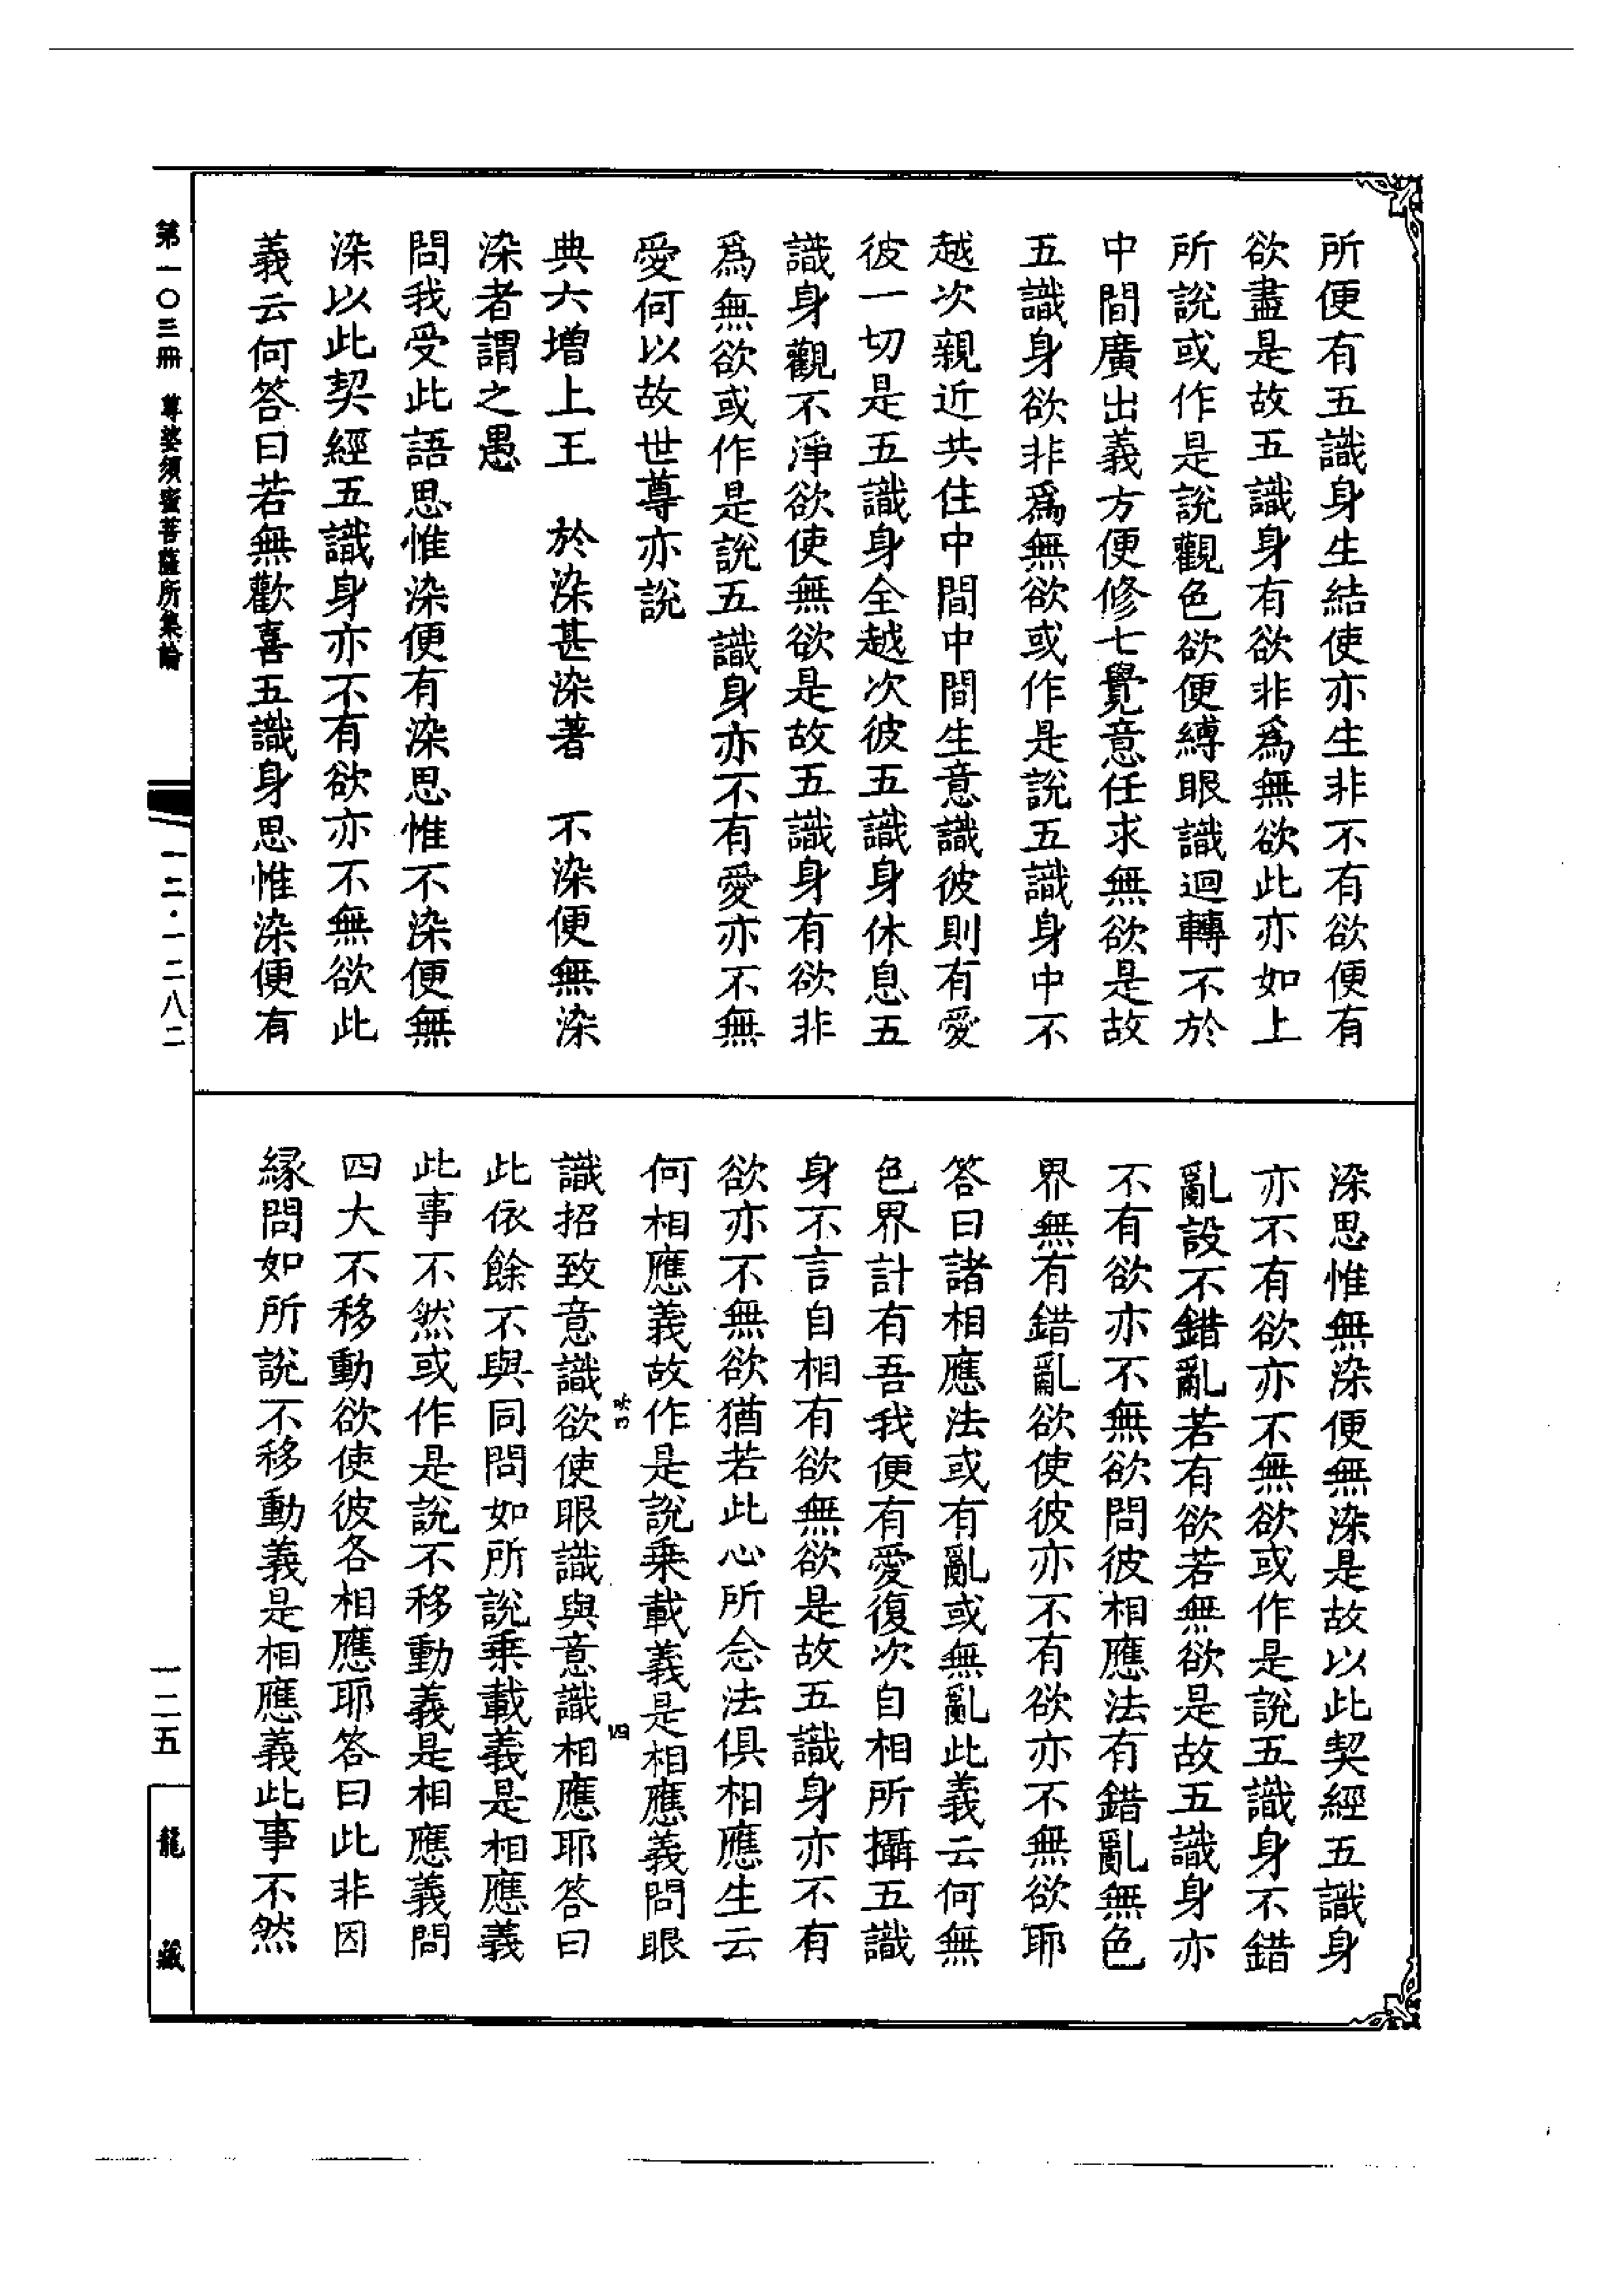 所便有五識身生結使亦生非不有欲便有
欲盡是故五識身有欲非爲無欲此亦如上
所說或作是說觀色欲便縛眼識迴轉不於
中間廣出義方便修七覺意任求無欲是故
五識身欲非爲無欲或作是說五識身中不
越次親近共住中間中間生意識彼則有愛
彼一切是五識身全越次彼五識身休息五
識身觀不淨欲使無欲是故五識身有欲非
爲無欲或作是說五識身亦不有愛亦不無
愛何以故世尊亦說
典六增上王　於染甚染著　不染便無染
染者謂之愚
問我受此語思惟染便有染思惟不染便無
染以此契經五識身亦不有欲亦不無欲此
義云何答曰若無歡喜五識身思惟染便有
染思惟無染便無染是故以此契經五識身
亦不有欲亦不無欲或作是說五識身不錯
亂設不錯亂若有欲若無欲是故五識身亦
不有欲亦不無欲問彼相應法有錯亂無色
界無有錯亂欲使彼亦不有欲亦不無欲耶
答曰諸相應法或有亂或無亂此義云何無
色界計有吾我便有愛復次自相所攝五識
身不言自相有欲無欲是故五識身亦不有
欲亦不無欲猶若此心所念法俱相應生云
何相應義故作是說乗載義是相應義問眼
識招致意識欲使眼識與意識相應耶答曰
此依餘不與同問如所說乗載義是相應義
此事不然或作是說不移動義是相應義問
四大不移動欲使彼各相應耶答曰此非因
緣問如所說不移動義是相應義此事不然
第一〇三冊　尊婆須蜜菩薩所集論
一二·一二八二
一二五
龍藏